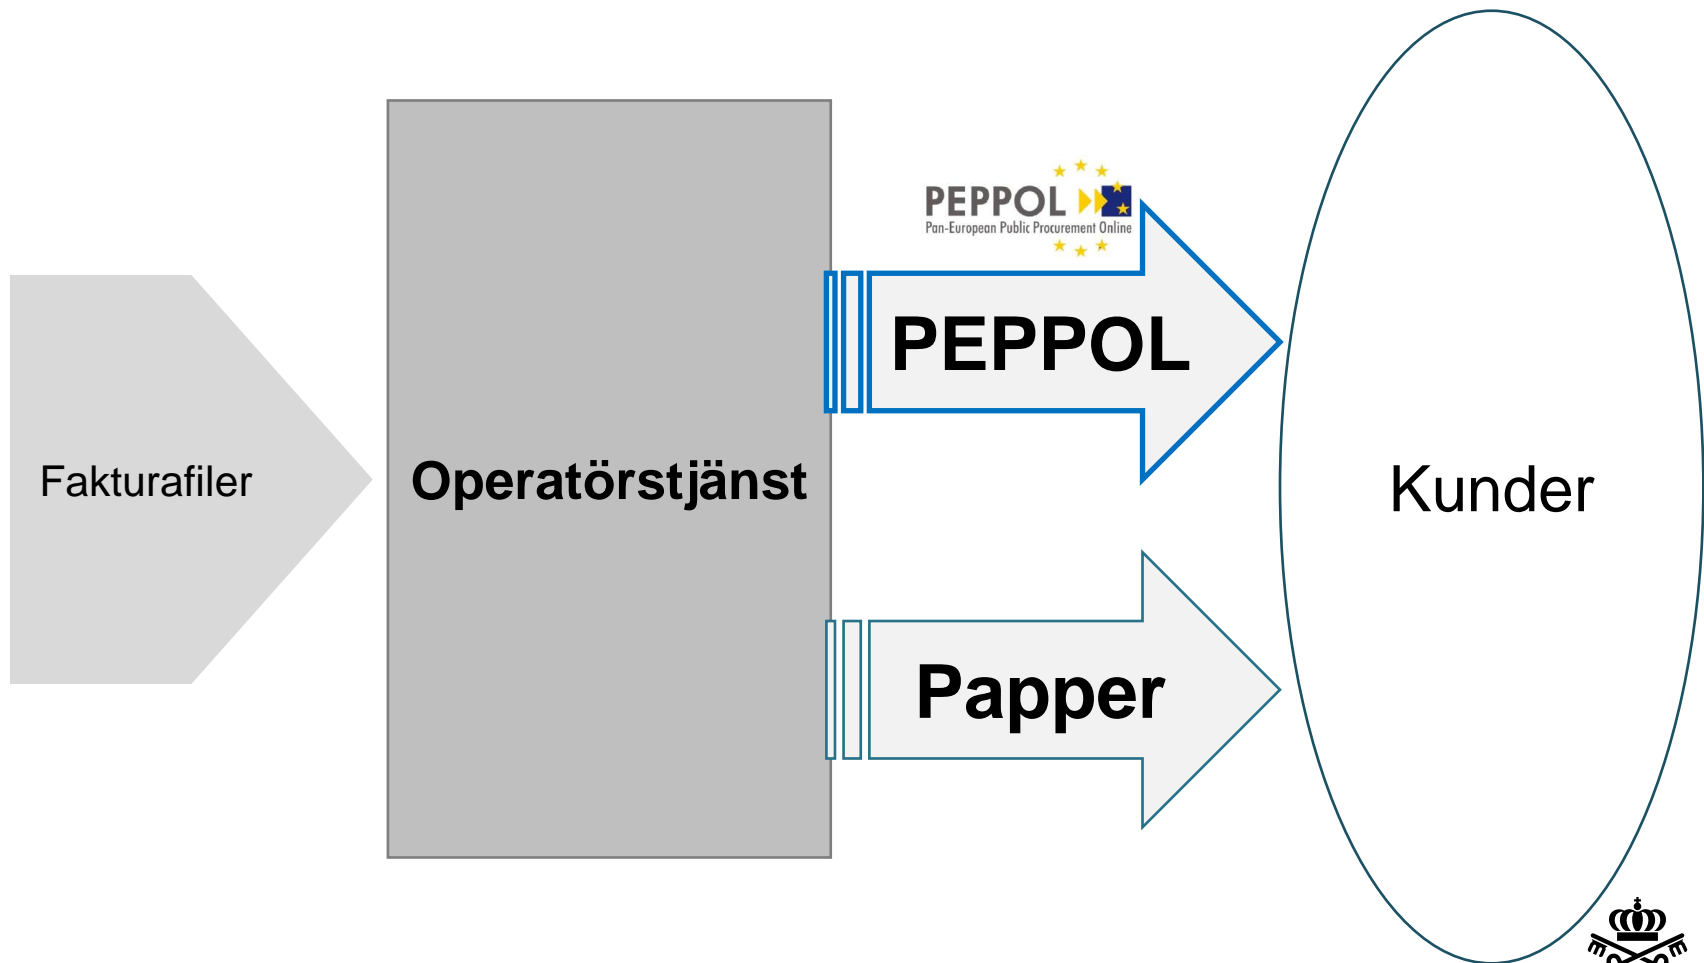 PEPPOL
Pan-European Public Procurement Online
PEPPOL
Fakturafiler
Operatörstjänst
Kunder
Papper